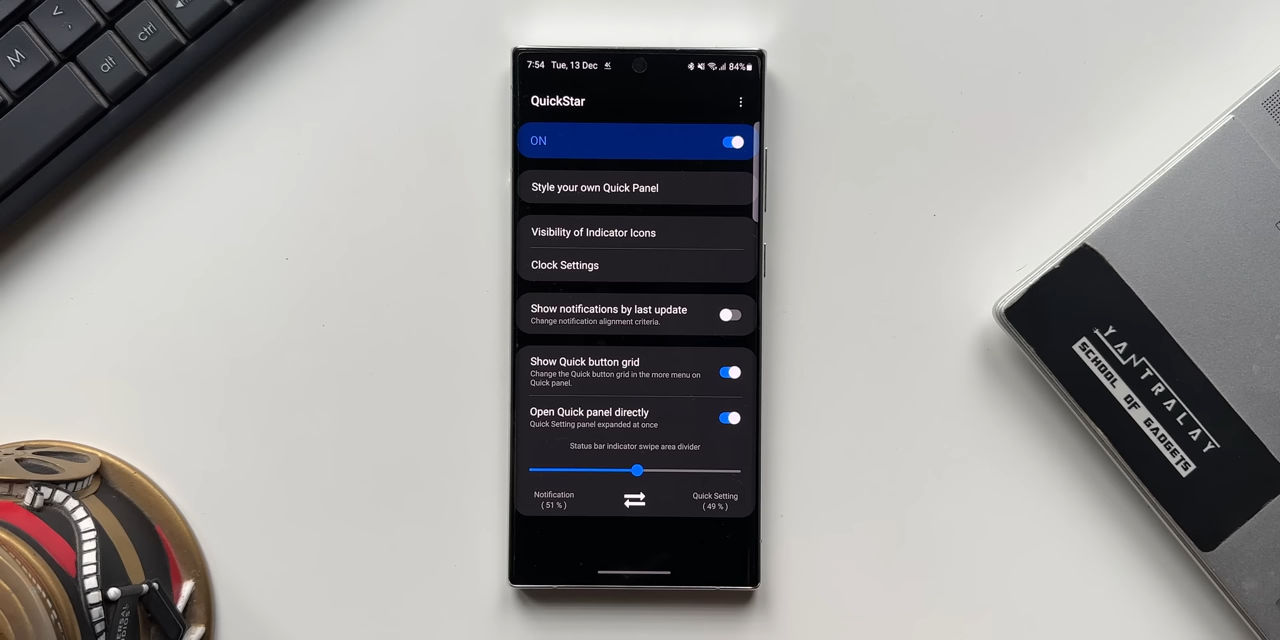 M
<
alt
ctrl
7:54 Tue, 13 Dec
84%
QuickStar
ON
Style your own Quick Panel
Visibility of Indicator Icons
Clock Settings
Show notifications by last update
Change notification alignment criteria.
Show Quick button grid
Change the Quick button grid in the more menu on
Quick panel.
Open Quick panel directly
Quick Setting panel expanded at once
Status bar indicator swipe area divider
Notification
( 51 % )
Quick Setting
( 49 % )
YANTRALAY
SCHOOL OF GADGETS